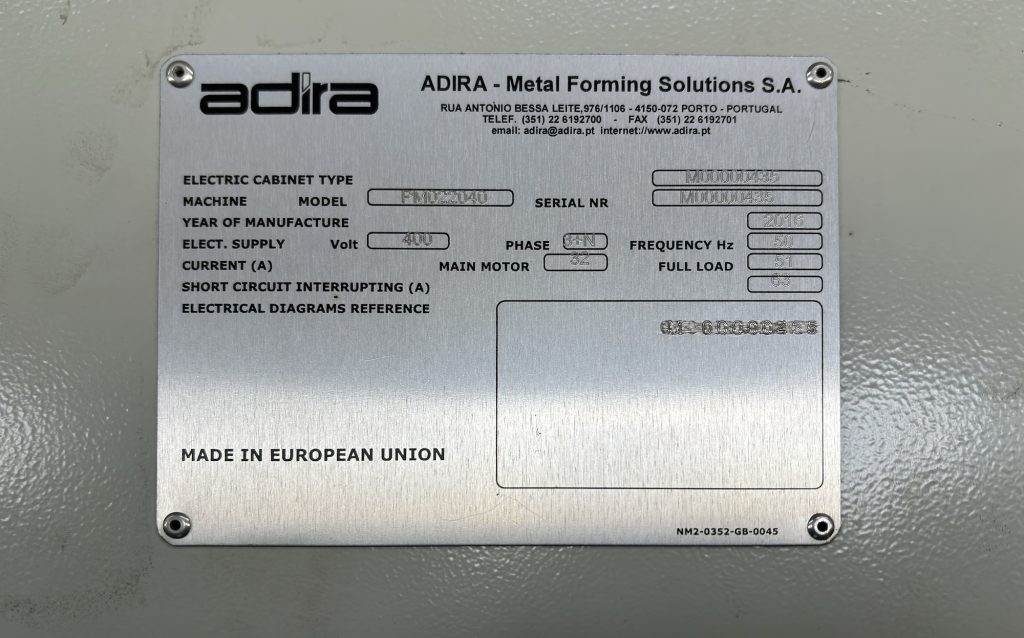 adira
ADIRA - Metal Forming Solutions S.A.
RUA ANTONIO BESSA LEITE,976/1106 - 4150-072 PORTO - PORTUGAL
TELEF. (351) 22 6192700 - FAX (351) 22 6192701
email: adira@adira.pt internet://www.adira.pt
ELECTRIC CABINET TYPE M00000435
MACHINE MODEL PM022040 SERIAL NR M00000435
YEAR OF MANUFACTURE 2016
ELECT. SUPPLY Volt 400 PHASE 3+N FREQUENCY Hz 50
CURRENT (A) MAIN MOTOR 32 FULL LOAD 51
SHORT CIRCUIT INTERRUPTING (A) 63
ELECTRICAL DIAGRAMS REFERENCE
MADE IN EUROPEAN UNION
NM2-0352-GB-0045